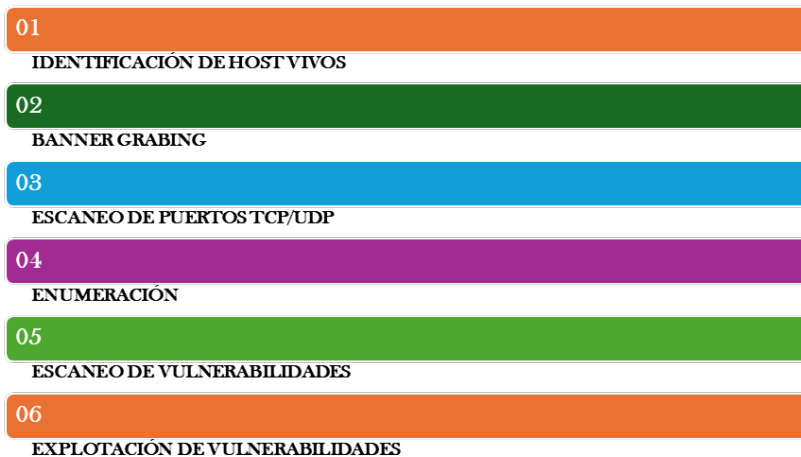 01
IDENTIFICACIÓN DE HOST VIVOS
02
BANNER GRABING
03
ESCANEO DE PUERTOS TCP/UDP
04
ENUMERACIÓN
05
ESCANEO DE VULNERABILIDADES
06
EXPLOTACIÓN DE VULNERABILIDADES